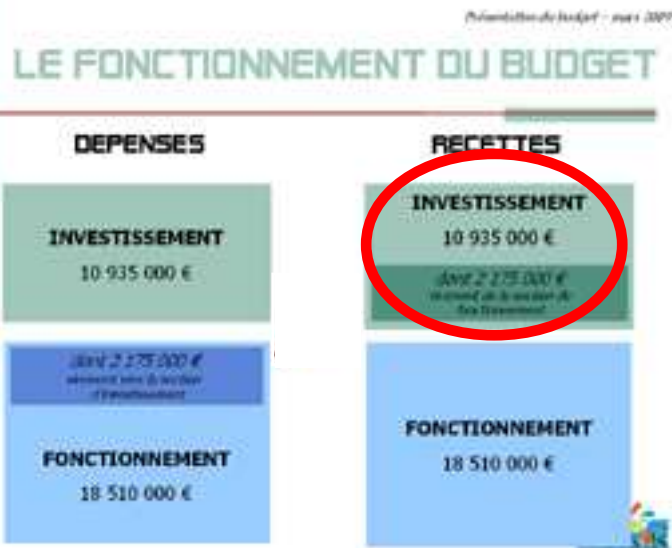 Présentation du budget - mars 2009
LE FONCTIONNEMENT DU BUDGET
DEPENSES
RECETTES
INVESTISSEMENT
10 935 000 €
INVESTISSEMENT
10 935 000 €
dont 2 175 000 €
dont 2 175 000 €
FONCTIONNEMENT
18 510 000 €
FONCTIONNEMENT
18 510 000 €